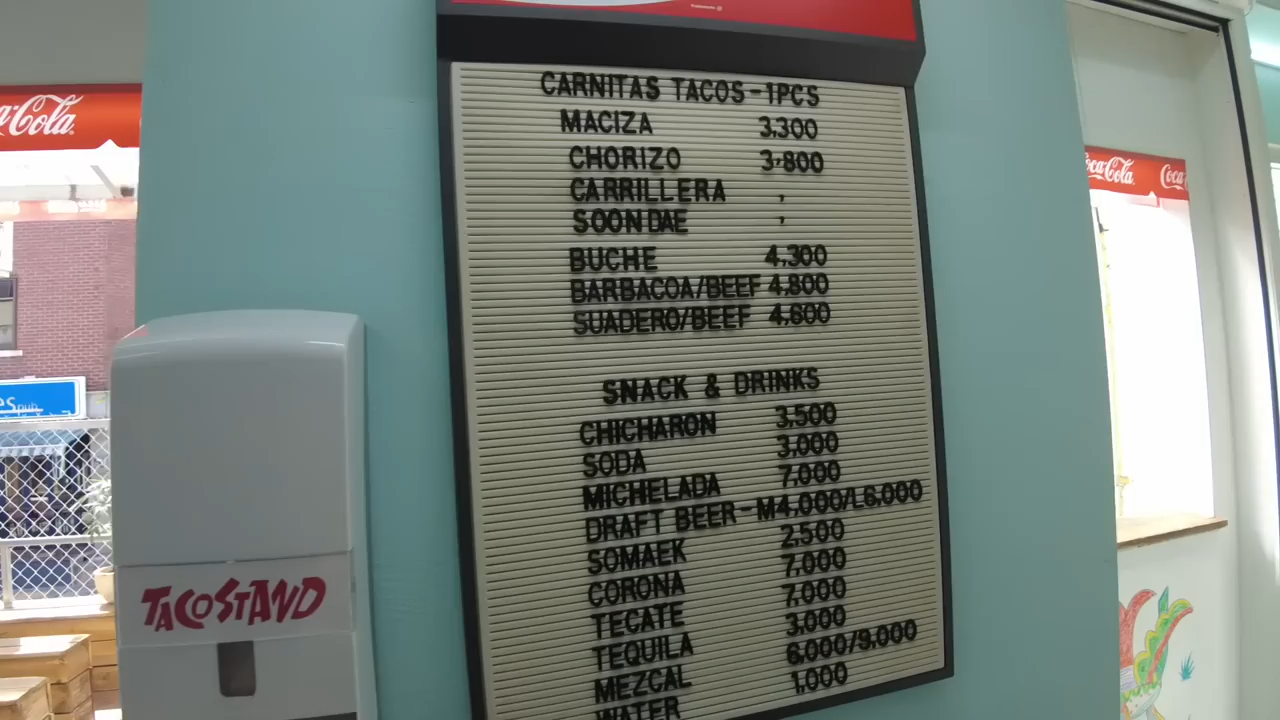 CARNITAS TACOS-1PCS
MACIZA 3,300
CHORIZO 3,800
CARRILLERA ,
SOONDAE ,
BUCHE 4,300
BARBACOA/BEEF 4,800
SUADERO/BEEF 4,600
SNACK & DRINKS
CHICHARON 3,500
SODA 3,000
MICHELADA 7,000
DRAFT BEER-M4,000/L6,000
SOMAEK 2,500
CORONA 7,000
TECATE 7,000
TEQUILA 3,000
MEZCAL 6,000/9,000
WATER 1,000
TACOSTAND
Coca-Cola
Coca
pub